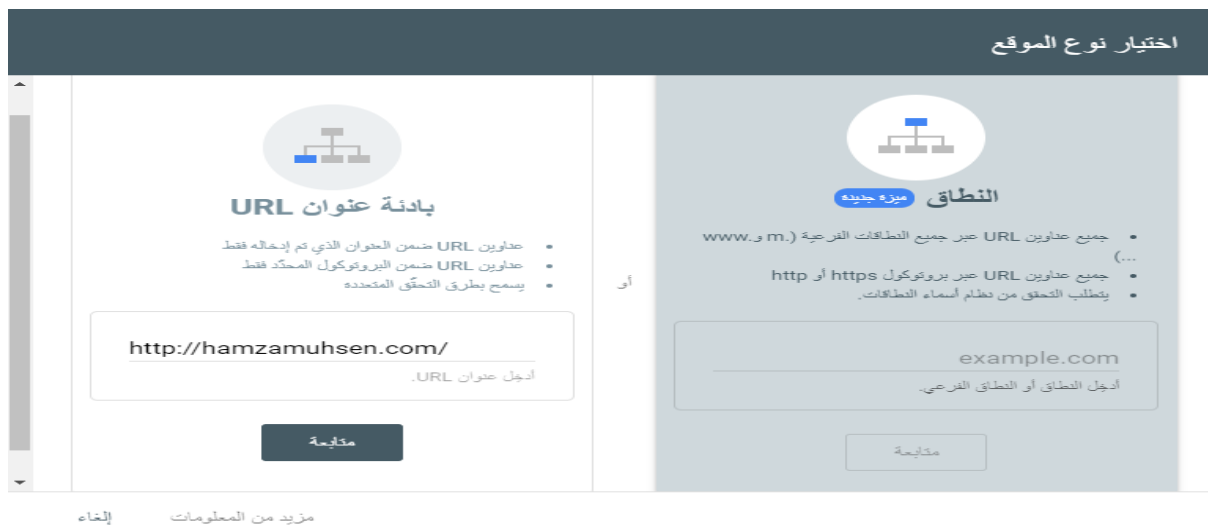 اختيار نوع الموقع
النطاق
ميزة جديدة
جميع عناوين URL عبر جميع النطاقات الفرعية (.m و.www
...)
جميع عناوين URL عبر بروتوكول https أو http
يتطلب التحقق من نظام أسماء النطاقات.
example.com
أدخِل النطاق أو النطاق الفرعي.
متابعة
أو
بادئة عنوان URL
عناوين URL ضمن العنوان الذي تم إدخاله فقط
عناوين URL ضمن البروتوكول المحدّد فقط
يسمح بطرق التحقّق المتعددة
http://hamzamuhsen.com/
أدخِل عنوان URL.
متابعة
مزيد من المعلومات
إلغاء